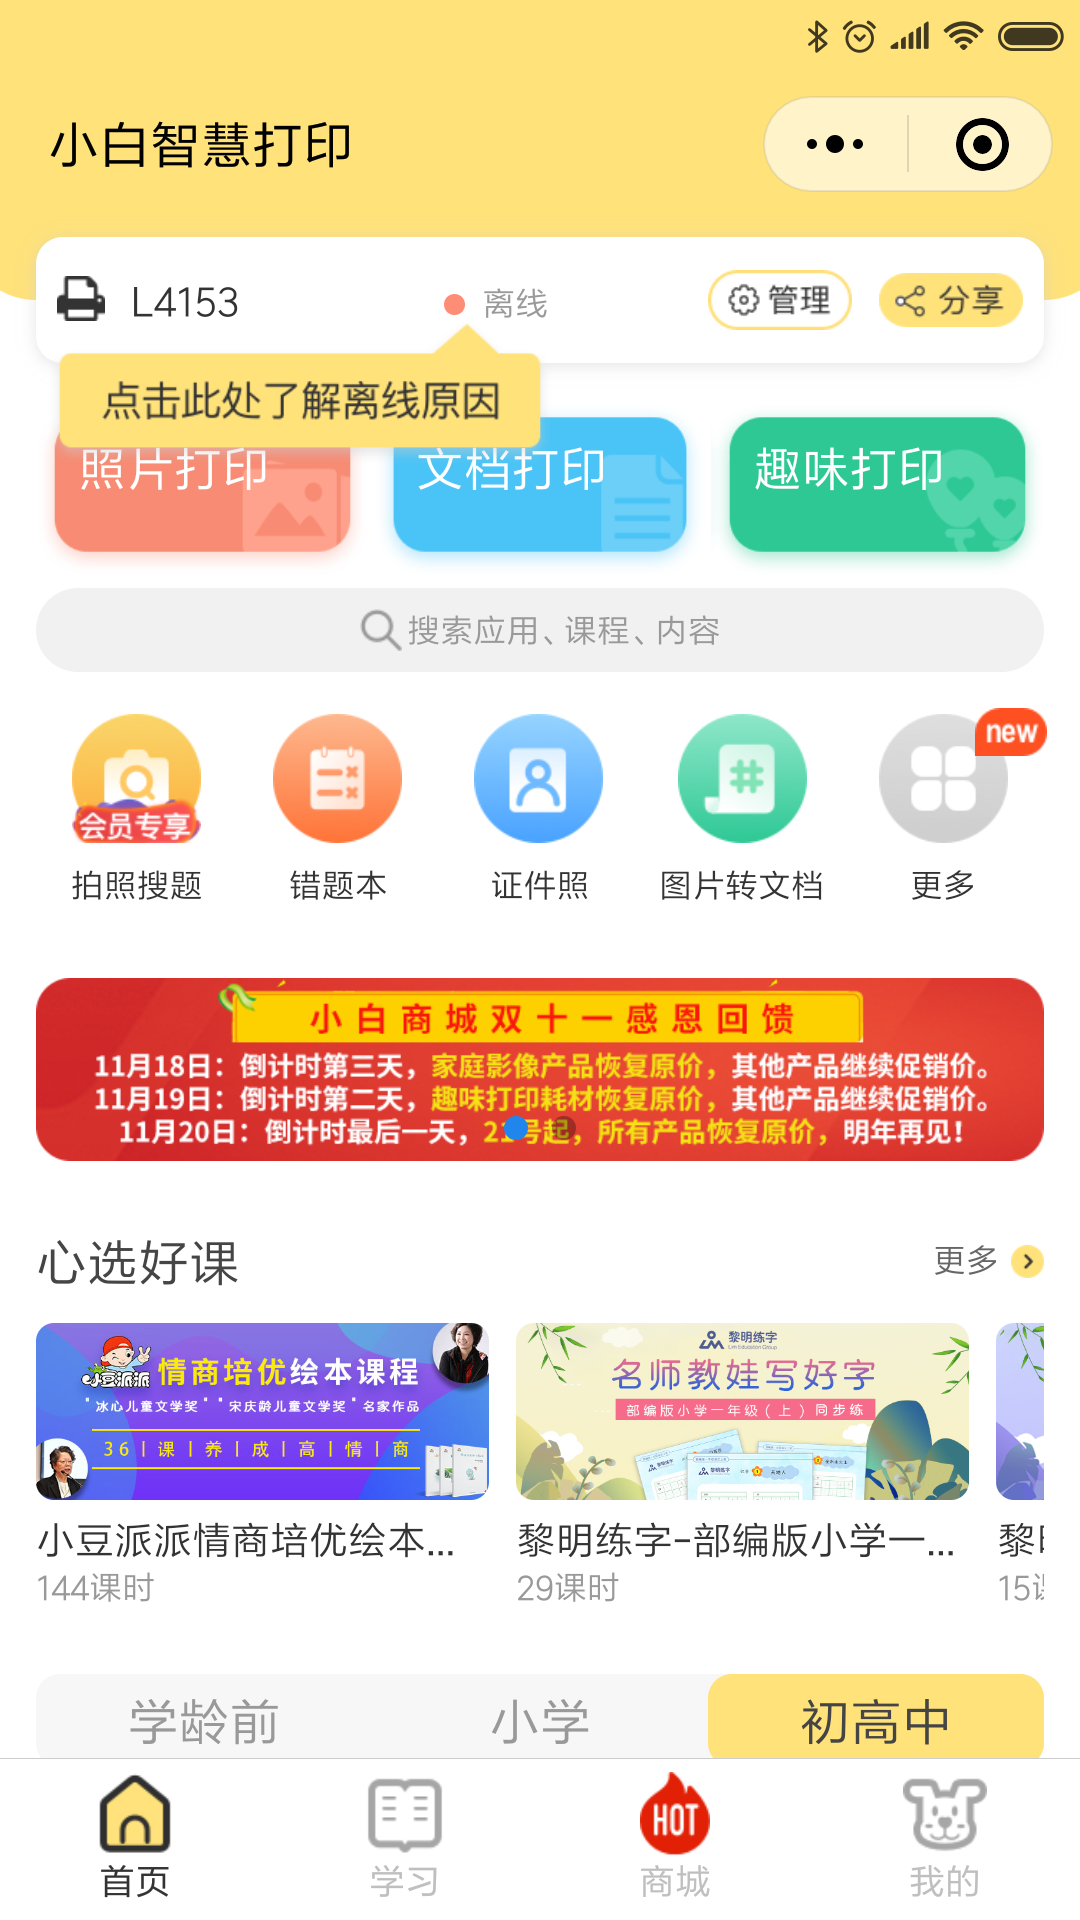 小白智慧打印
L4153
离线
管理
分享
点击此处了解离线原因
照片打印
文档打印
趣味打印
搜索应用、课程、内容
new
会员专享
拍照搜题
错题本
证件照
图片转文档
更多
小白商城双十一感恩回馈
11月18日：倒计时第三天，家庭影像产品恢复原价，其他产品继续促销价。
11月19日：倒计时第二天，趣味打印耗材恢复原价，其他产品继续促销价。
11月20日：倒计时最后一天，21号起，所有产品恢复原价，明年再见！
心选好课
更多
小豆派派
情商培优绘本课程
"冰心儿童文学奖" "宋庆龄儿童文学奖" 名家作品
36|课|养|成|高|情|商
黎明练字
名师教娃写好字
部编版小学一年级(上)同步练
小豆派派情商培优绘本...
144课时
黎明练字-部编版小学一...
29课时
15
学龄前
小学
初高中
首页
学习
HOT
商城
我的